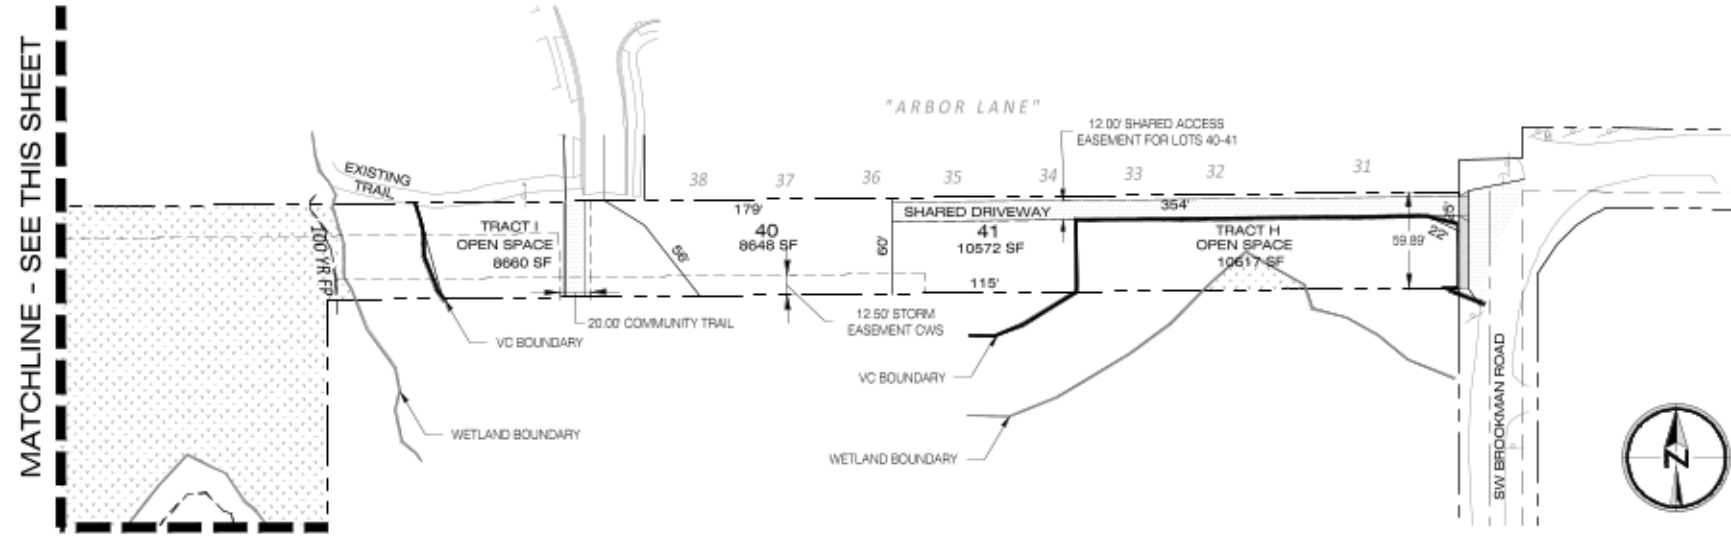 MATCHLINE - SEE THIS SHEET
"ARBOR LANE"
12.00' SHARED ACCESS
EASEMENT FOR LOTS 40-41
EXISTING
TRAIL
38
37
36
35
34
33
32
31
179'
SHARED DRIVEWAY
354'
25'
22'
100 YR FP
TRACT I
OPEN SPACE
8660 SF
56'
40
8648 SF
60'
41
10572 SF
TRACT H
OPEN SPACE
10617 SF
59.89'
115'
20.00' COMMUNITY TRAIL
12.50' STORM
EASEMENT CWS
VC BOUNDARY
VC BOUNDARY
WETLAND BOUNDARY
WETLAND BOUNDARY
SW BROOKMAN ROAD
N